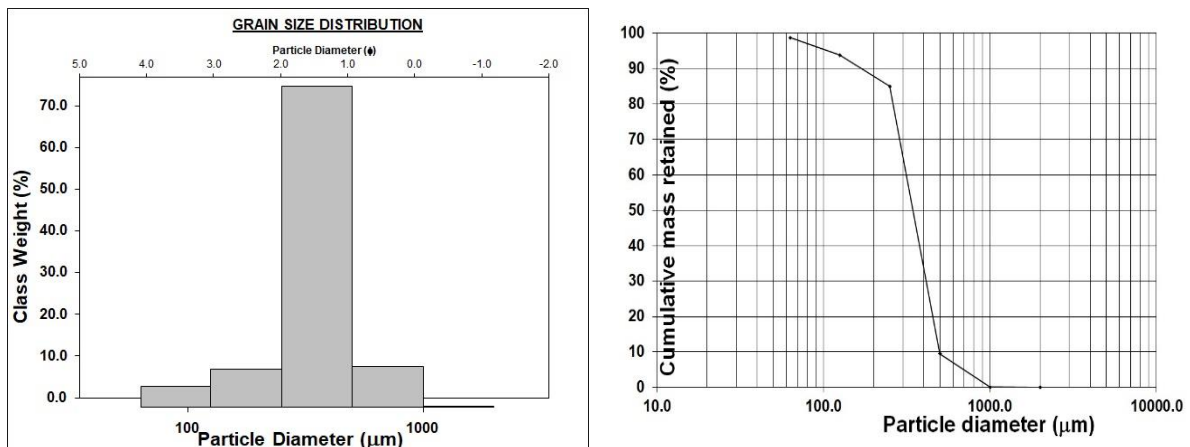 GRAIN SIZE DISTRIBUTION
Particle Diameter (ϕ)
5.0 4.0 3.0 2.0 1.0 0.0 -1.0 -2.0
Class Weight (%)
70.0
60.0
50.0
40.0
30.0
20.0
10.0
0.0
100 1000
Particle Diameter (μm)
Cumulative mass retained (%)
100
90
80
70
60
50
40
30
20
10
0
10.0 100.0 1000.0 10000.0
Particle diameter (μm)